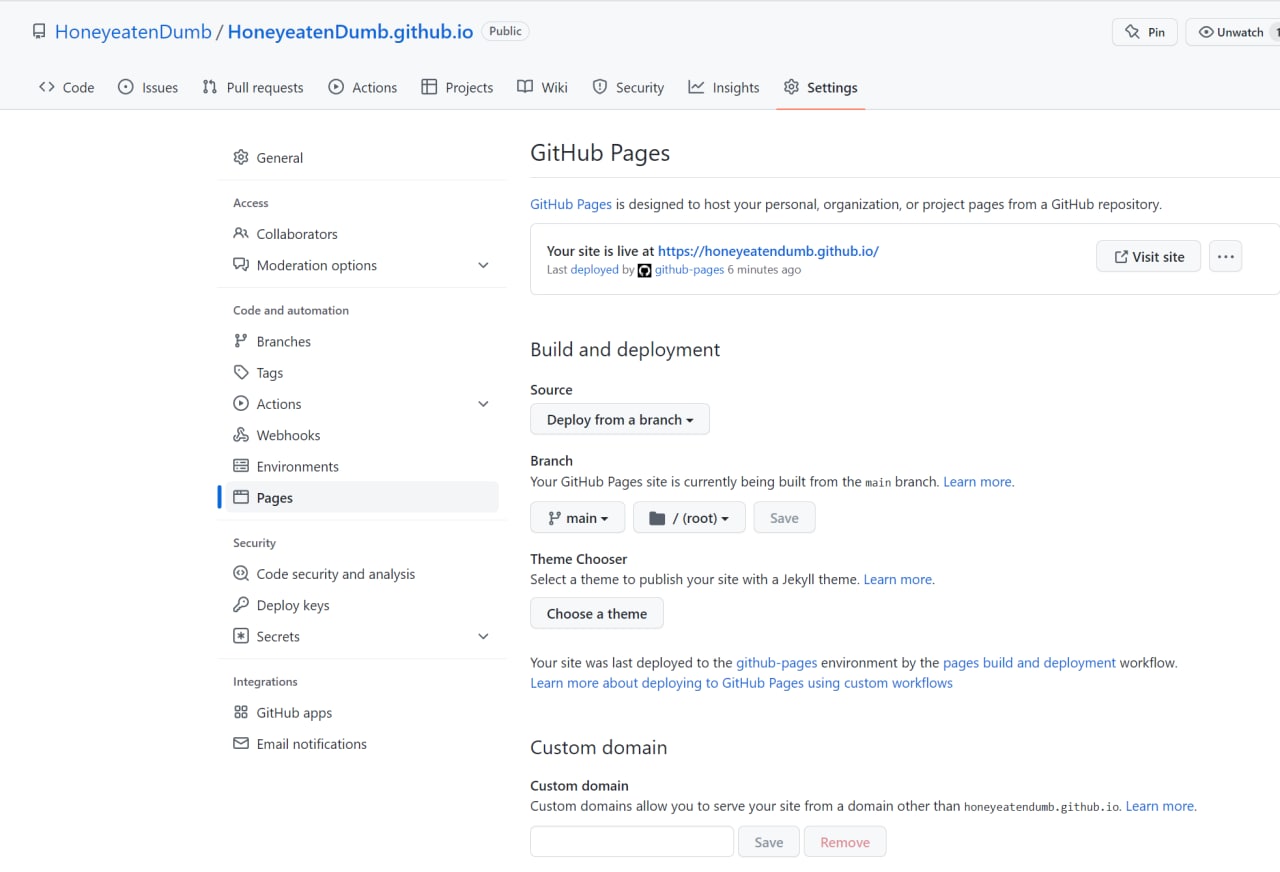 HoneyeatenDumb / HoneyeatenDumb.github.io Public
Pin
Unwatch 1
Code Issues Pull requests Actions Projects Wiki Security Insights Settings
General
Access
Collaborators
Moderation options
Code and automation
Branches
Tags
Actions
Webhooks
Environments
Pages
Security
Code security and analysis
Deploy keys
Secrets
Integrations
GitHub apps
Email notifications
GitHub Pages
GitHub Pages is designed to host your personal, organization, or project pages from a GitHub repository.
Your site is live at https://honeyeatendumb.github.io/
Last deployed by github-pages 6 minutes ago
Visit site
Build and deployment
Source
Deploy from a branch
Branch
Your GitHub Pages site is currently being built from the main branch. Learn more.
main / (root) Save
Theme Chooser
Select a theme to publish your site with a Jekyll theme. Learn more.
Choose a theme
Your site was last deployed to the github-pages environment by the pages build and deployment workflow.
Learn more about deploying to GitHub Pages using custom workflows
Custom domain
Custom domain
Custom domains allow you to serve your site from a domain other than honeyeatendumb.github.io. Learn more.
Save Remove